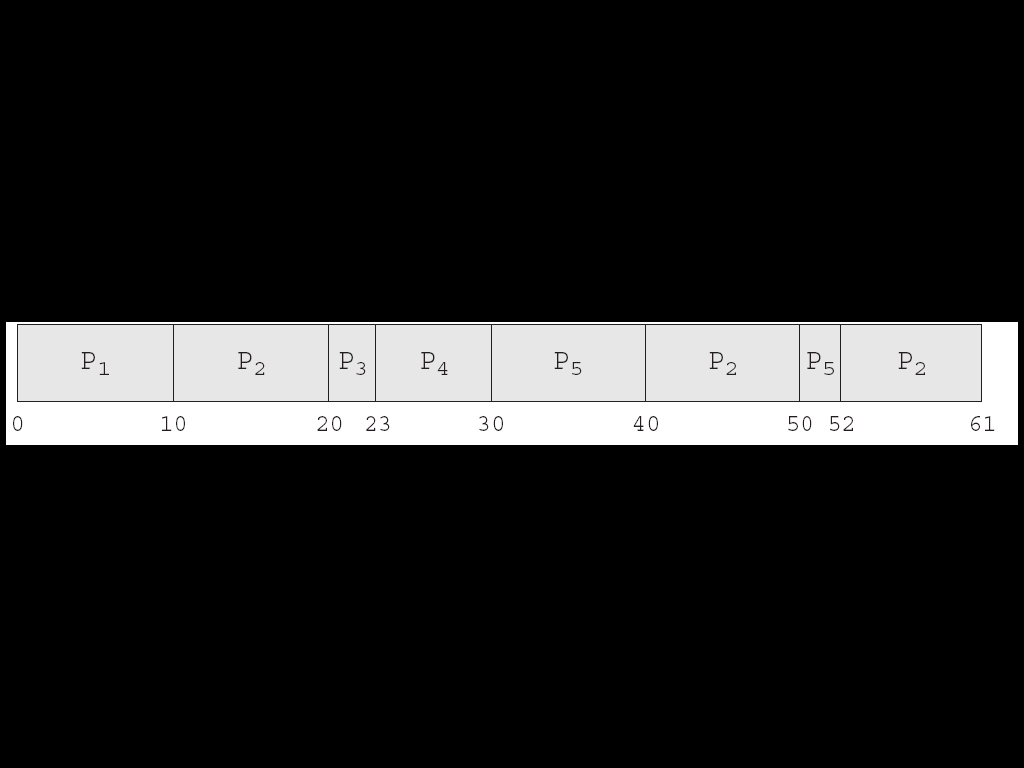 P₁ P₂ P₃ P₄ P₅ P₂ P₅ P₂
0 10 20 23 30 40 50 52 61